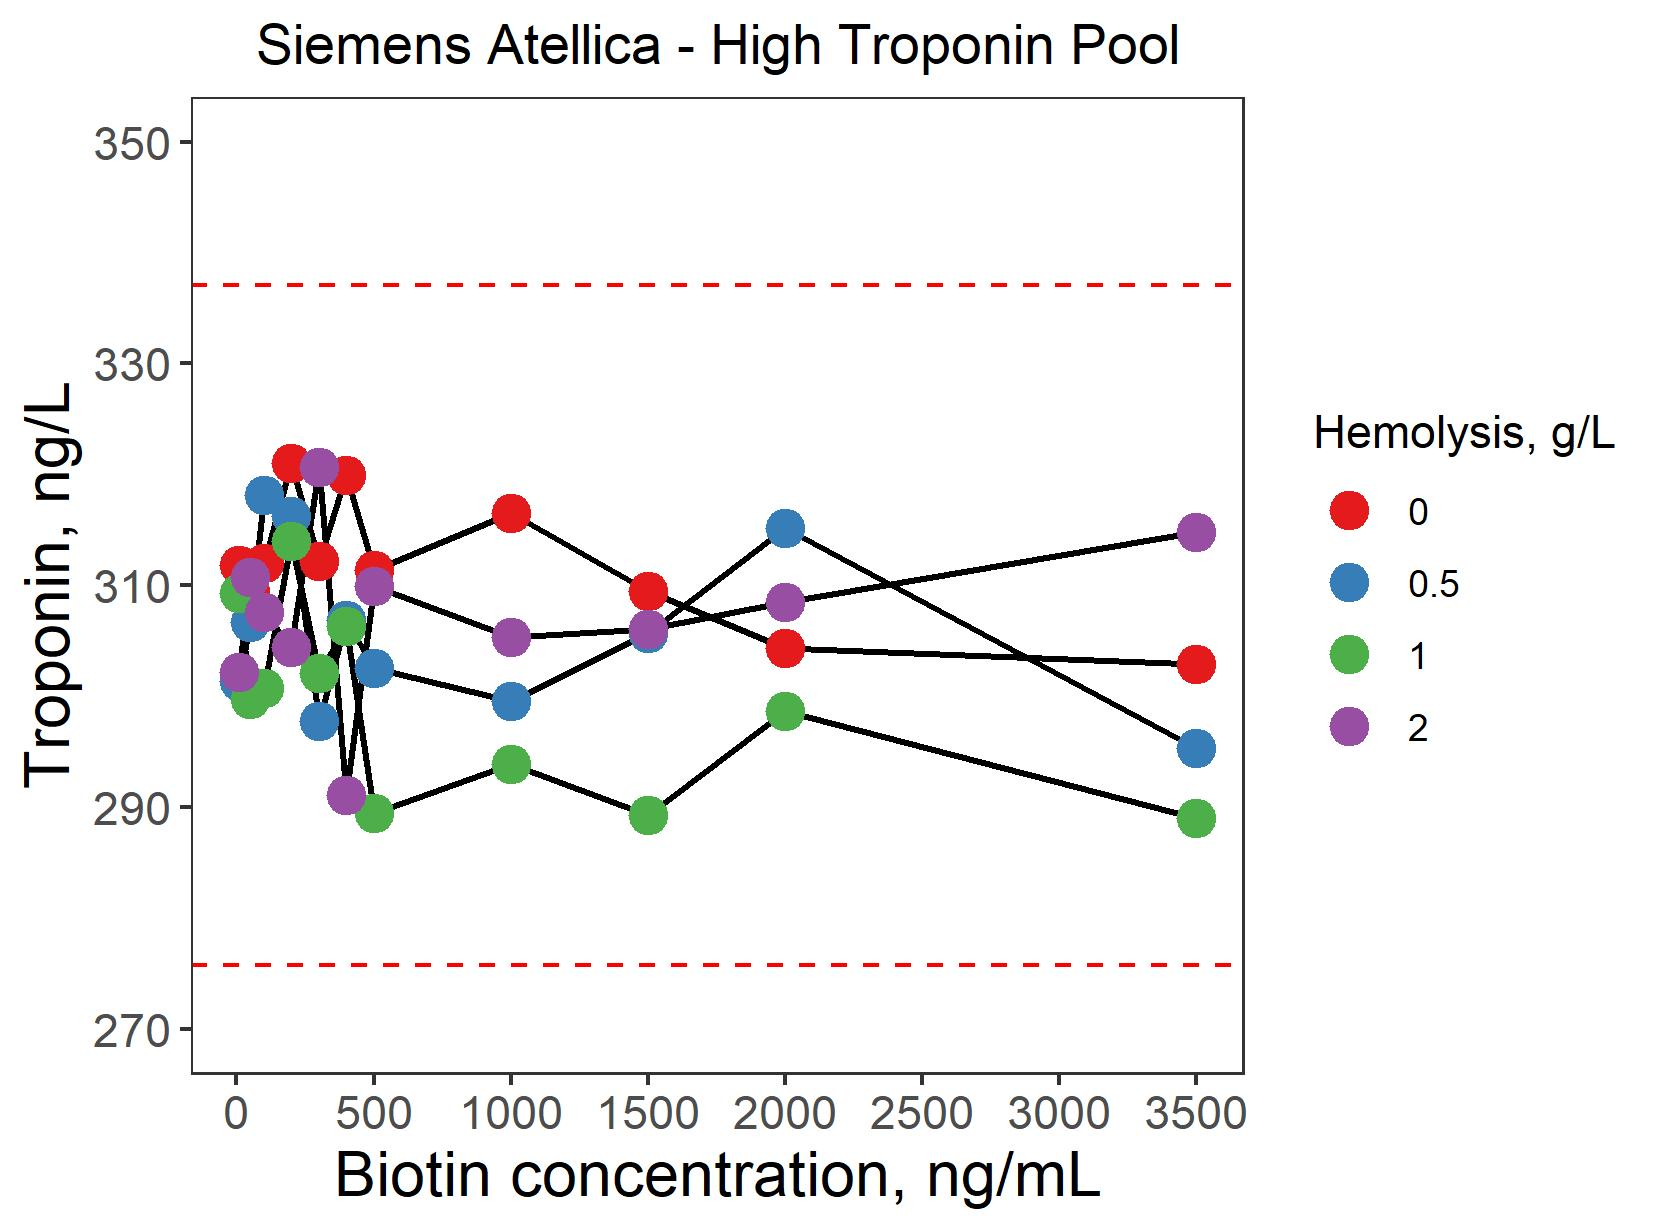 Siemens Atellica - High Troponin Pool
350
330
310
290
270
Troponin, ng/L
0 500 1000 1500 2000 2500 3000 3500
Biotin concentration, ng/mL
Hemolysis, g/L
0
0.5
1
2